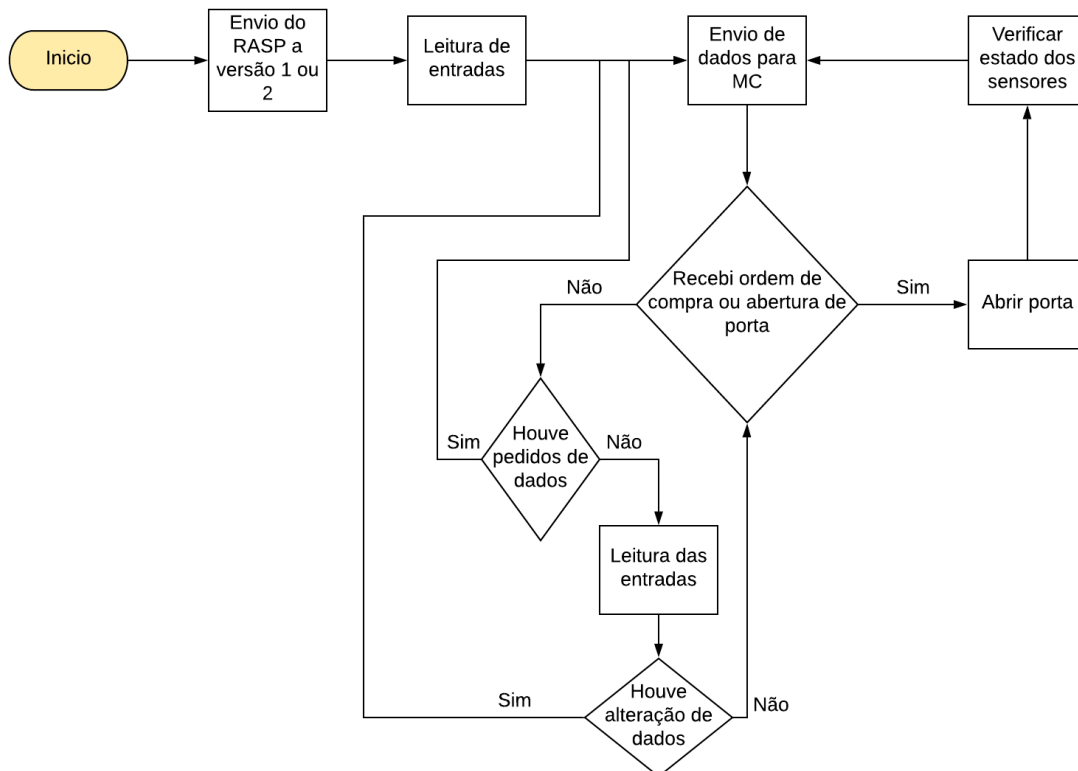 Inicio
Envio do
RASP a
versão 1 ou
2
Leitura de
entradas
Envio de
dados para
MC
Verificar
estado dos
sensores
Não
Recebi ordem de
compra ou abertura de
porta
Sim
Abrir porta
Sim
Houve
pedidos de
dados
Não
Leitura das
entradas
Sim
Houve
alteração de
dados
Não